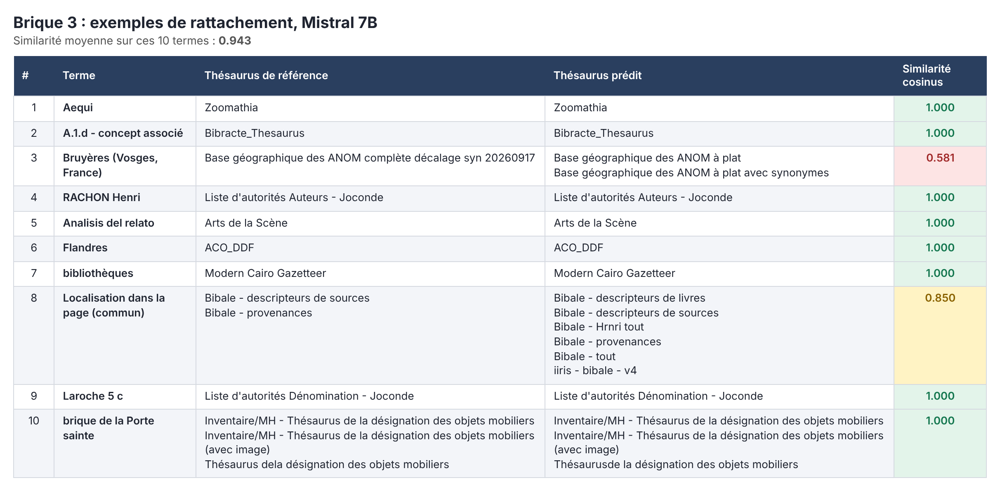 Brique 3 : exemples de rattachement, Mistral 7B
Similarité moyenne sur ces 10 termes : 0.943
# Terme Thésaurus de référence Thésaurus prédit Similarité cosinus
1 Aequi Zoomathia Zoomathia 1.000
2 A.1.d - concept associé Bibracte_Thesaurus Bibracte_Thesaurus 1.000
3 Bruyères (Vosges, Base géographique des ANOM complète décalage syn 20260917 Base géographique des ANOM à plat 0.581
France) Base géographique des ANOM à plat avec synonymes
4 RACHON Henri Liste d'autorités Auteurs - Joconde Liste d'autorités Auteurs - Joconde 1.000
5 Analisis del relato Arts de la Scène Arts de la Scène 1.000
6 Flandres ACO_DDF ACO_DDF 1.000
7 bibliothèques Modern Cairo Gazetteer Modern Cairo Gazetteer 1.000
8 Localisation dans la Bibale - descripteurs de sources Bibale - descripteurs de livres 0.850
page (commun) Bibale - provenances Bibale - descripteurs de sources
Bibale - Hrnri tout
Bibale - provenances
Bibale - tout
iiris - bibale - v4
9 Laroche 5 c Liste d'autorités Dénomination - Joconde Liste d'autorités Dénomination - Joconde 1.000
10 brique de la Porte Inventaire/MH - Thésaurus de la désignation des objets mobiliers Inventaire/MH - Thésaurus de la désignation des objets mobiliers 1.000
sainte Inventaire/MH - Thésaurus de la désignation des objets mobiliers Inventaire/MH - Thésaurus de la désignation des objets mobiliers
(avec image) (avec image)
Thésaurus dela désignation des objets mobiliers Thésaurusde la désignation des objets mobiliers